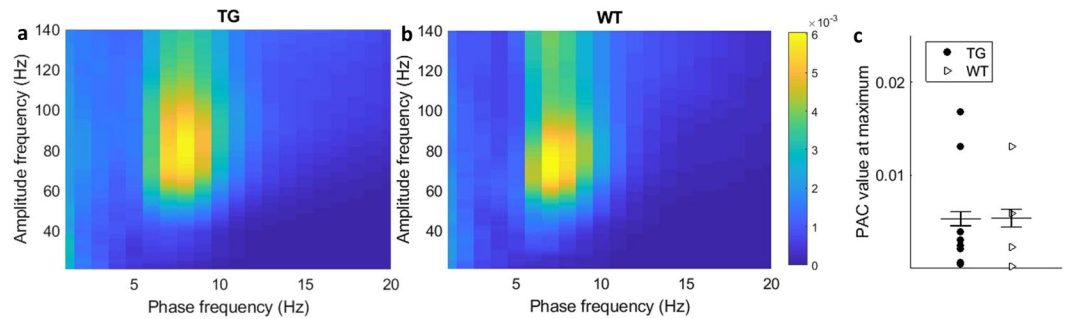 a TG
Amplitude frequency (Hz)
140
120
100
80
60
40
5 10 15 20
Phase frequency (Hz)
b WT
Amplitude frequency (Hz)
140
120
100
80
60
40
5 10 15 20
Phase frequency (Hz)
×10⁻³
6
5
4
3
2
1
0
c
PAC value at maximum
0.02
0.01
TG
WT